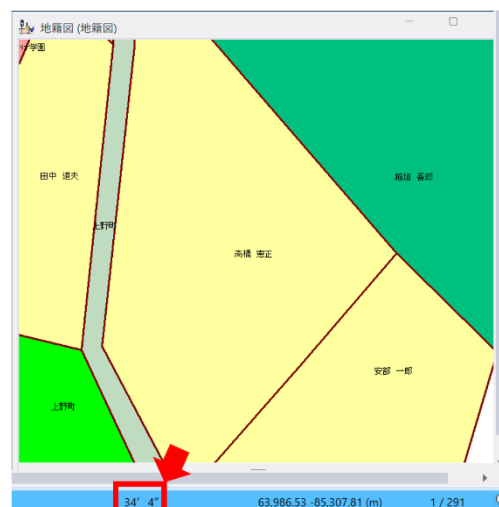 地籍図 (地籍図)
学園
田中 道夫
稲垣 吾郎
上野町
高橋 憲正
安部 一郎
上野町
34′ 4″
63,986.53 -85,307.81 (m)
1 / 291